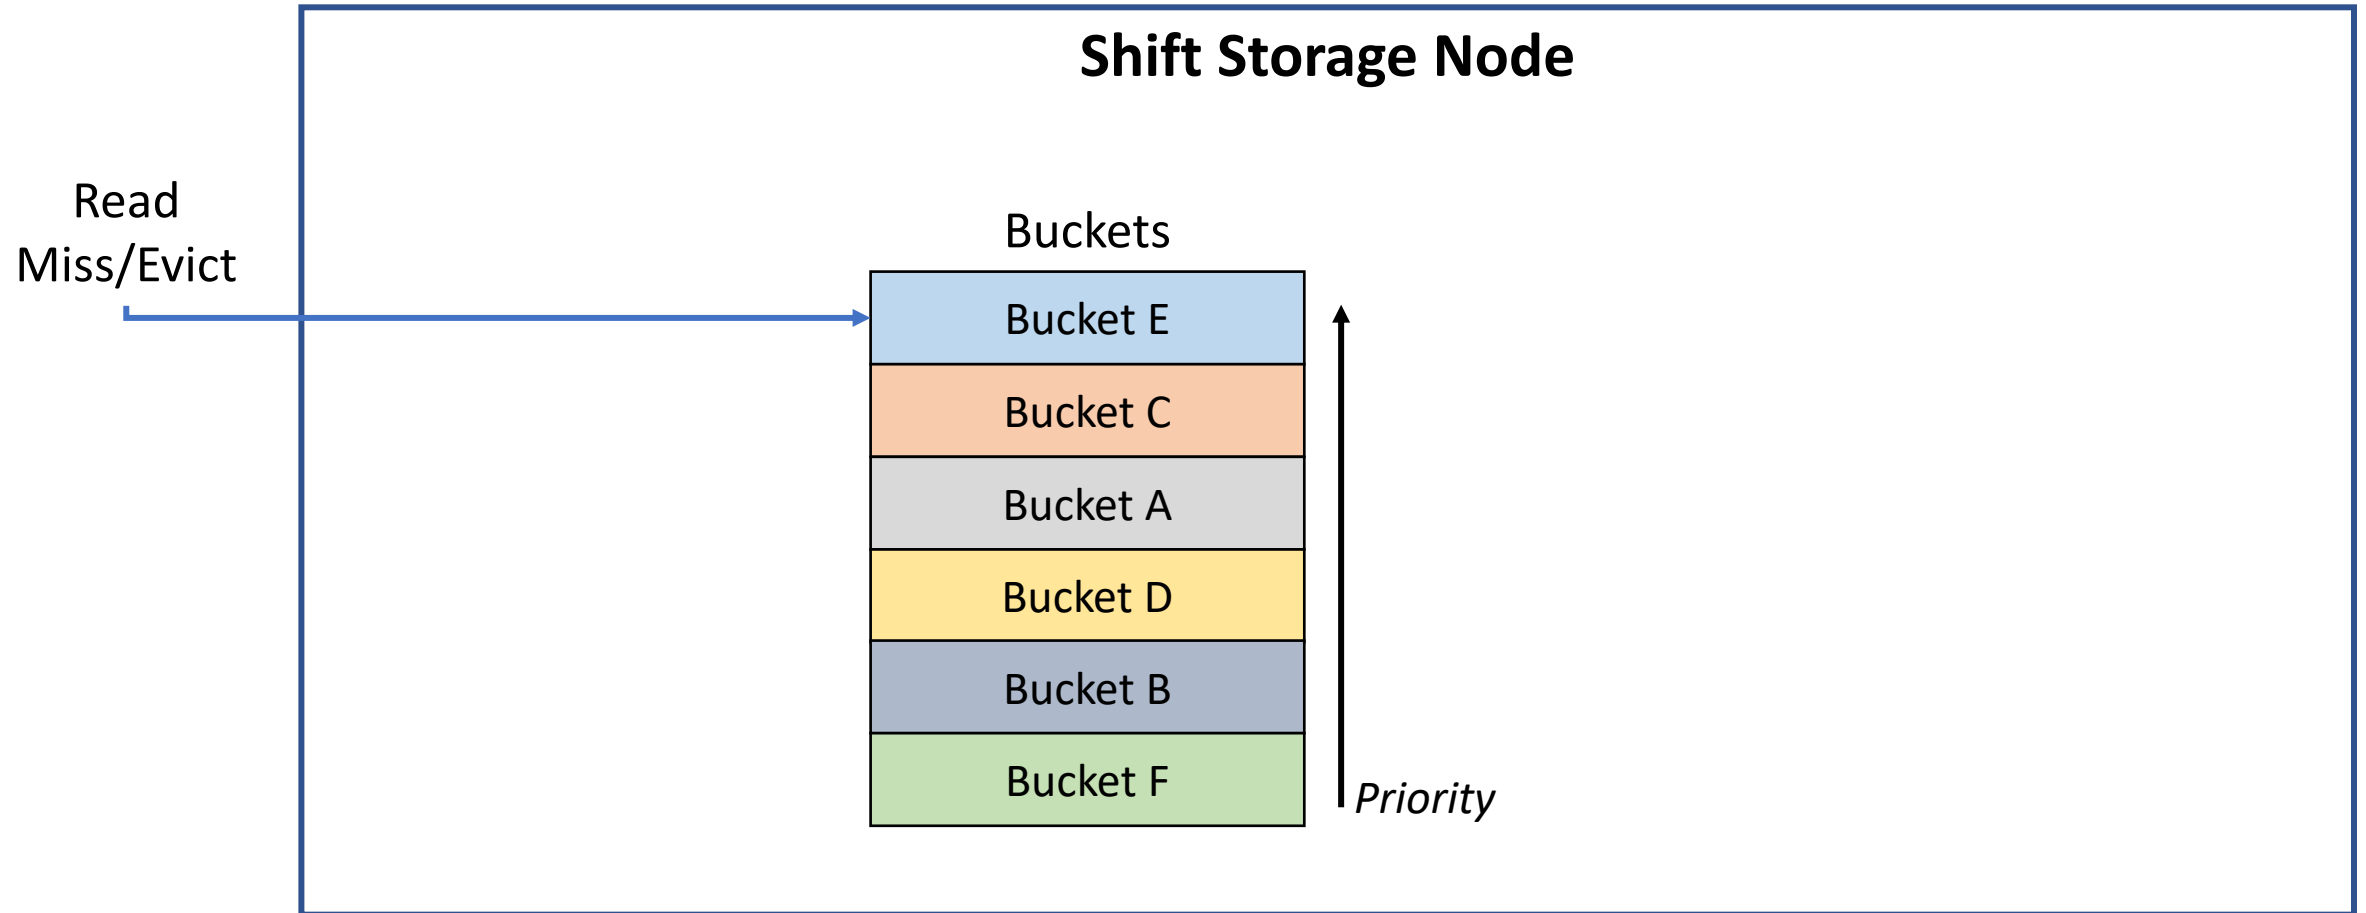 Shift Storage Node
Read
Miss/Evict
Buckets
Bucket E
Bucket C
Bucket A
Bucket D
Bucket B
Bucket F
Priority